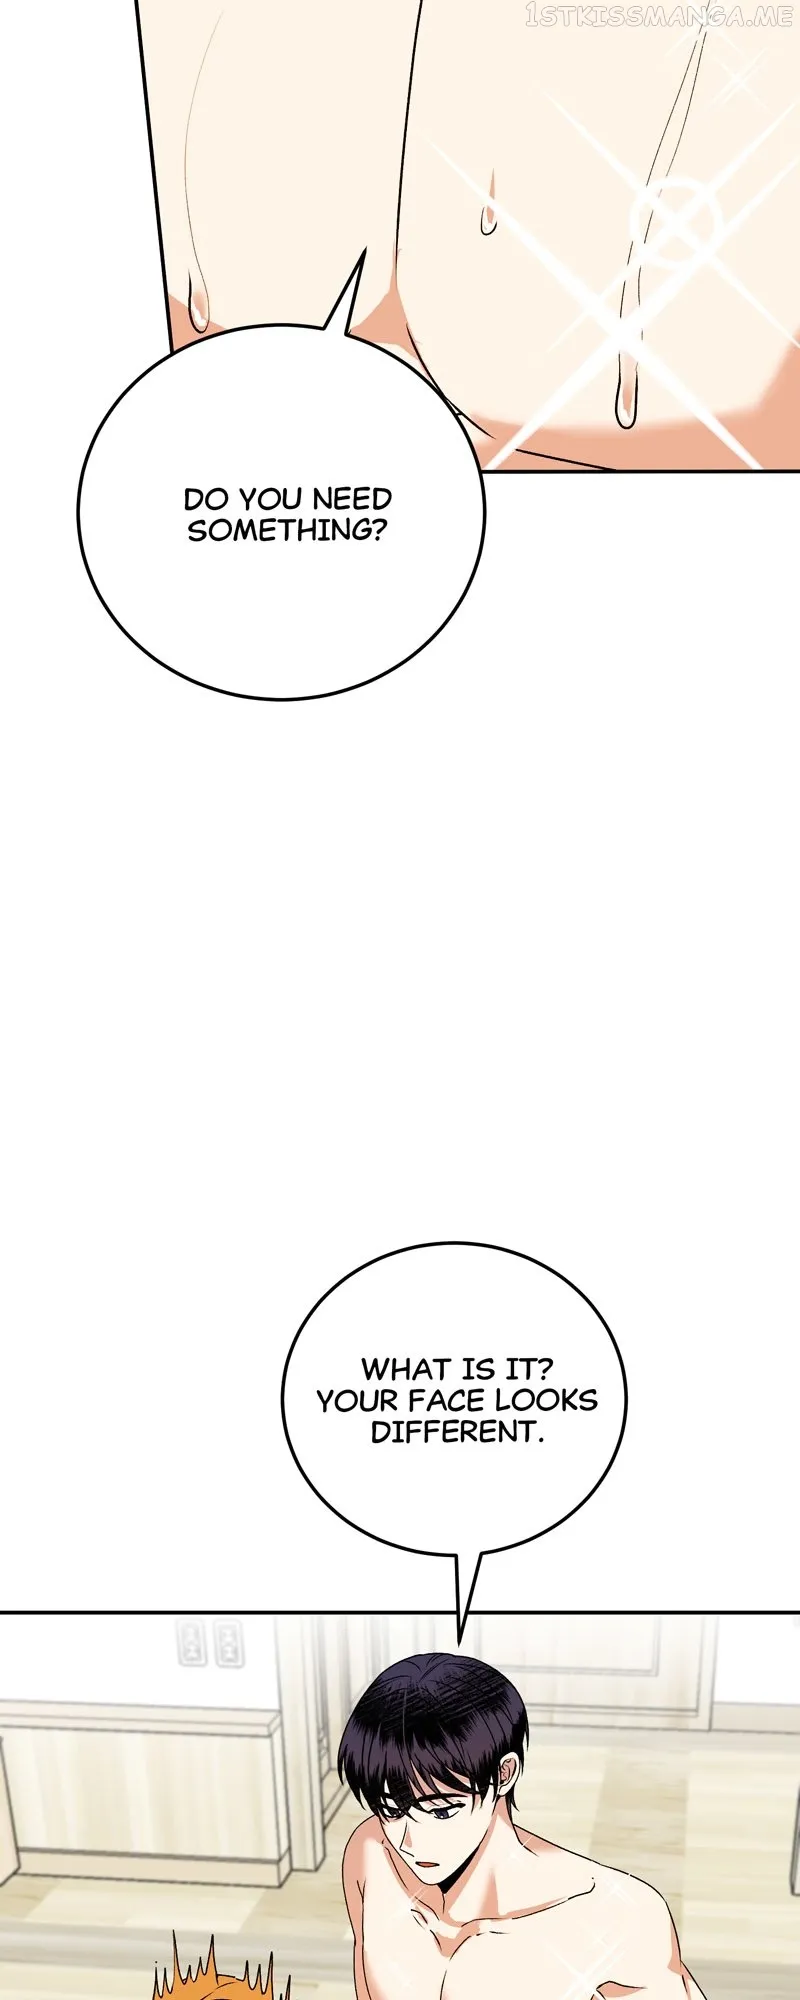 1STKISSMANGA.ME
DO YOU NEED
SOMETHING?
WHAT IS IT?
YOUR FACE LOOKS
DIFFERENT.